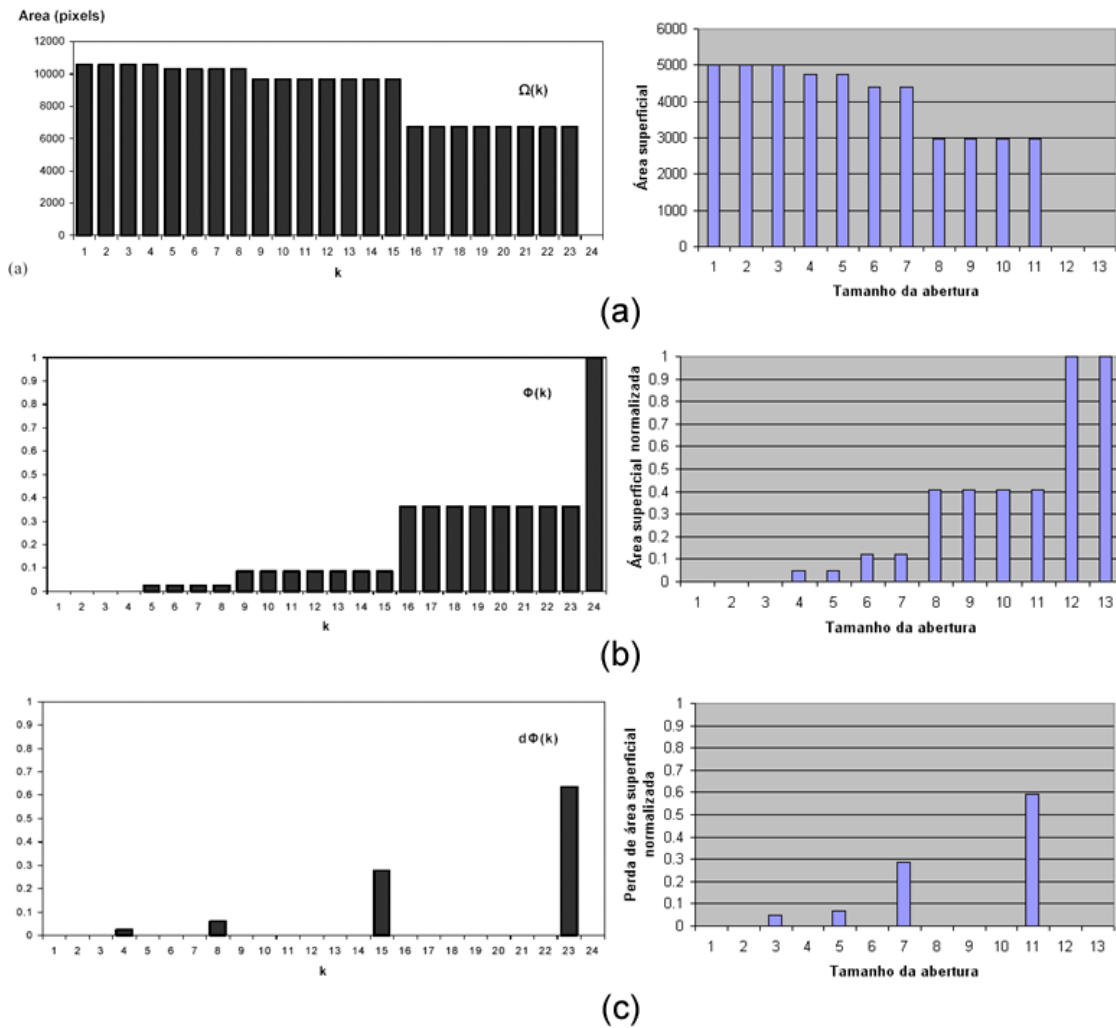 Area (pixels)
12000
10000
8000
6000
4000
2000
0
Ω(k)
1 2 3 4 5 6 7 8 9 10 11 12 13 14 15 16 17 18 19 20 21 22 23 24
k
(a)
Área superficial
6000
5000
4000
3000
2000
1000
0
1 2 3 4 5 6 7 8 9 10 11 12 13
Tamanho da abertura
(a)
1
0.9
0.8
0.7
0.6
0.5
0.4
0.3
0.2
0.1
0
Φ(k)
1 2 3 4 5 6 7 8 9 10 11 12 13 14 15 16 17 18 19 20 21 22 23 24
k
Área superficial normalizada
1
0.9
0.8
0.7
0.6
0.5
0.4
0.3
0.2
0.1
0
1 2 3 4 5 6 7 8 9 10 11 12 13
Tamanho da abertura
(b)
1
0.9
0.8
0.7
0.6
0.5
0.4
0.3
0.2
0.1
0
dΦ(k)
1 2 3 4 5 6 7 8 9 10 11 12 13 14 15 16 17 18 19 20 21 22 23 24
k
Perda de área superficial
normalizada
1
0.9
0.8
0.7
0.6
0.5
0.4
0.3
0.2
0.1
0
1 2 3 4 5 6 7 8 9 10 11 12 13
Tamanho da abertura
(c)